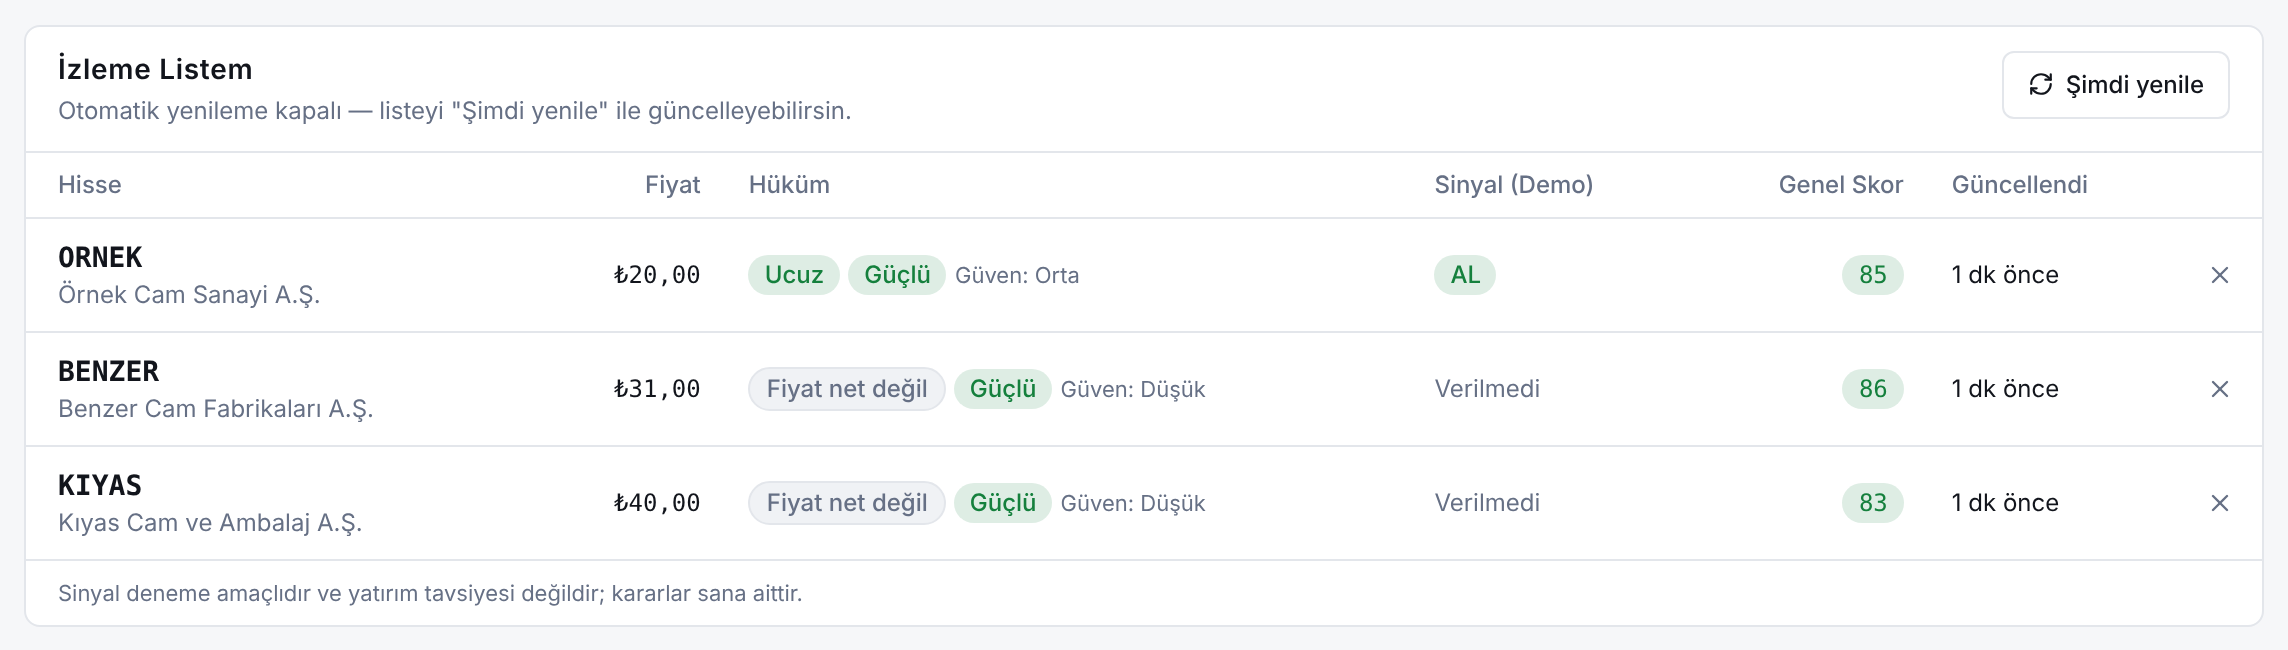 İzleme Listem
Otomatik yenileme kapalı — listeyi "Şimdi yenile" ile güncelleyebilirsin.
Şimdi yenile
Hisse Fiyat Hüküm Sinyal (Demo) Genel Skor Güncellendi
ORNEK
Örnek Cam Sanayi A.Ş.
₺20,00 Ucuz Güçlü Güven: Orta AL 85 1 dk önce
BENZER
Benzer Cam Fabrikaları A.Ş.
₺31,00 Fiyat net değil Güçlü Güven: Düşük Verilmedi 86 1 dk önce
KIYAS
Kıyas Cam ve Ambalaj A.Ş.
₺40,00 Fiyat net değil Güçlü Güven: Düşük Verilmedi 83 1 dk önce
Sinyal deneme amaçlıdır ve yatırım tavsiyesi değildir; kararlar sana aittir.